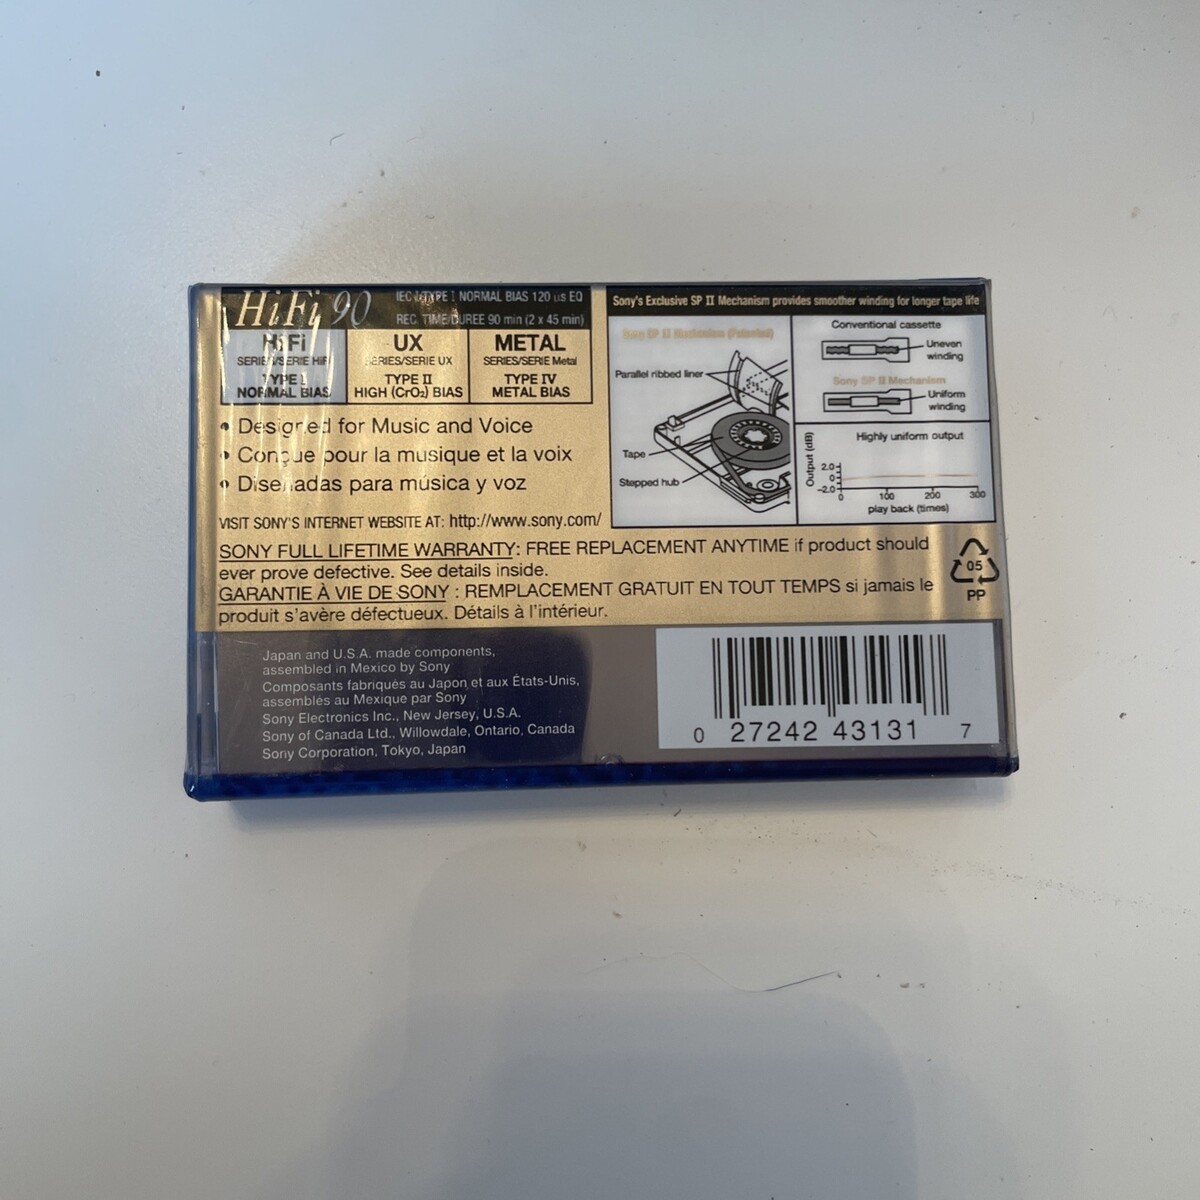 HiFi 90
IEC I/TYPE I NORMAL BIAS 120 µs EQ
REC. TIME/DUREE 90 min (2 x 45 min)
HiFi
SERIES/SERIE HiFi
TYPE I
NORMAL BIAS
UX
SERIES/SERIE UX
TYPE II
HIGH (CrO₂) BIAS
METAL
SERIES/SERIE Metal
TYPE IV
METAL BIAS
• Designed for Music and Voice
• Conçue pour la musique et la voix
• Diseñadas para música y voz
VISIT SONY'S INTERNET WEBSITE AT: http://www.sony.com/
Sony's Exclusive SP II Mechanism provides smoother winding for longer tape life
Sony SP II Mechanism (Patented)
Parallel ribbed liner
Tape
Stepped hub
Conventional cassette
Uneven
winding
Sony SP II Mechanism
Uniform
winding
Highly uniform output
Output (dB)
2.0
0
-2.0
0 100 200 300
play back (times)
SONY FULL LIFETIME WARRANTY: FREE REPLACEMENT ANYTIME if product should
ever prove defective. See details inside.
GARANTIE À VIE DE SONY : REMPLACEMENT GRATUIT EN TOUT TEMPS si jamais le
produit s'avère défectueux. Détails à l'intérieur.
05
PP
Japan and U.S.A. made components,
assembled in Mexico by Sony
Composants fabriqués au Japon et aux États-Unis,
assemblés au Mexique par Sony
Sony Electronics Inc., New Jersey, U.S.A.
Sony of Canada Ltd., Willowdale, Ontario, Canada
Sony Corporation, Tokyo, Japan
0 27242 43131 7